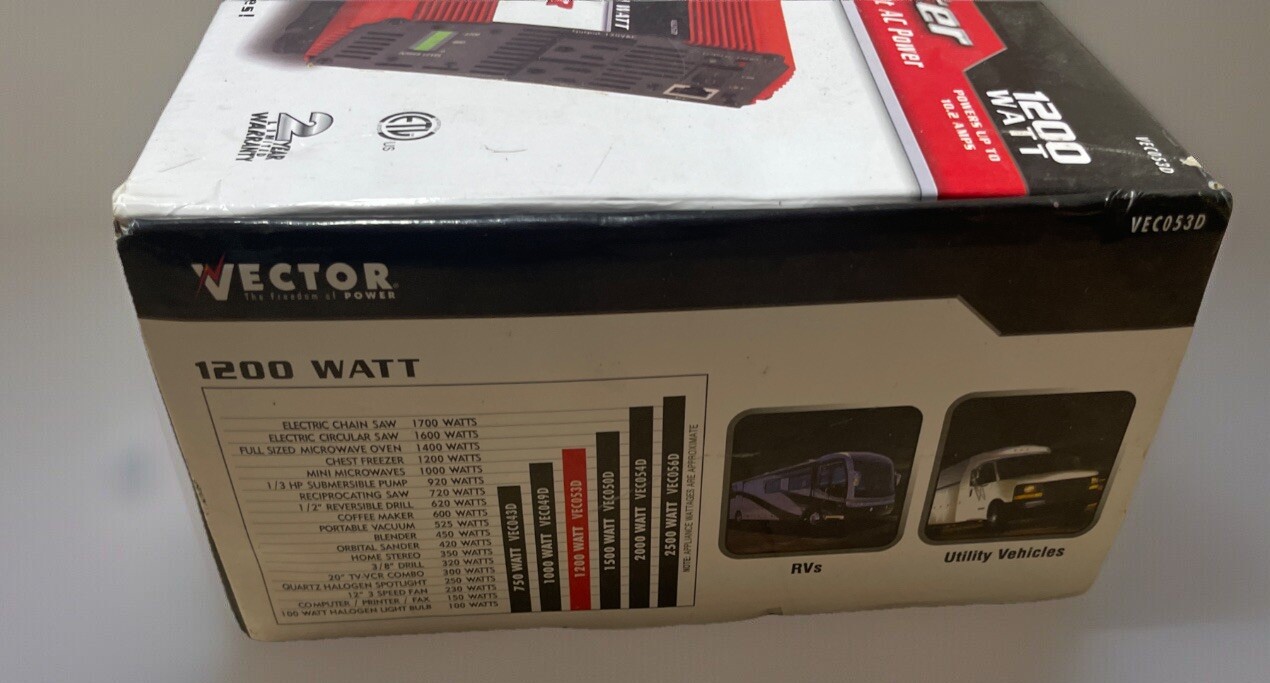 er
AC Power
1200
WATT
POWERS UP TO
10.2 AMPS
VEC053D
WATT
ETL
US
2
YEAR
LIMITED
WARRANTY
VEC053D
VECTOR
The Freedom of POWER
1200 WATT
ELECTRIC CHAIN SAW 1700 WATTS
ELECTRIC CIRCULAR SAW 1600 WATTS
FULL SIZED MICROWAVE OVEN 1400 WATTS
CHEST FREEZER 1200 WATTS
MINI MICROWAVES 1000 WATTS
1/3 HP SUBMERSIBLE PUMP 920 WATTS
RECIPROCATING SAW 720 WATTS
1/2" REVERSIBLE DRILL 620 WATTS
COFFEE MAKER 600 WATTS
PORTABLE VACUUM 525 WATTS
BLENDER 450 WATTS
ORBITAL SANDER 420 WATTS
HOME STEREO 350 WATTS
3/8" DRILL 320 WATTS
20" TV-VCR COMBO 300 WATTS
QUARTZ HALOGEN SPOTLIGHT 250 WATTS
12" 3 SPEED FAN 230 WATTS
COMPUTER / PRINTER / FAX 150 WATTS
100 WATT HALOGEN LIGHT BULB 100 WATTS
750 WATT VEC043D
1000 WATT VEC049D
1200 WATT VEC053D
1500 WATT VEC050D
2000 WATT VEC054D
2500 WATT VEC056D
NOTE: APPLIANCE WATTAGES ARE APPROXIMATE
RVs
Utility Vehicles